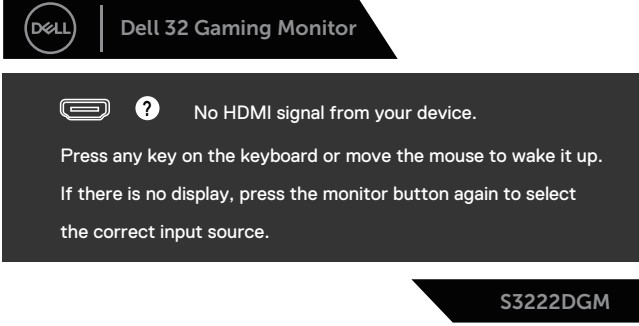 DELL
Dell 32 Gaming Monitor
? No HDMI signal from your device.
Press any key on the keyboard or move the mouse to wake it up.
If there is no display, press the monitor button again to select
the correct input source.
S3222DGM